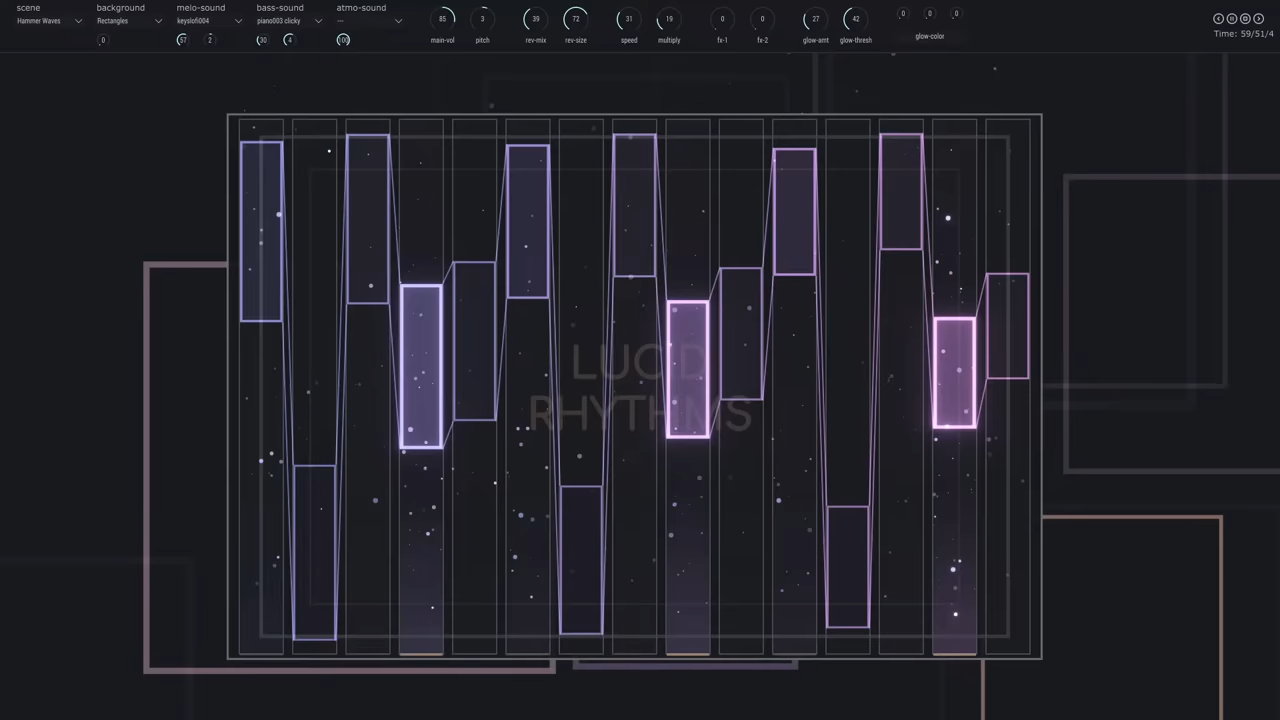 scene background melo-sound bass-sound atmo-sound
Hammer Waves Rectangles keyslofi004 piano003 clicky ---
0 57 2 30 4 100
85 3 39 72 31 19 0 0 27 42 0 0 0
main-vol pitch rev-mix rev-size speed multiply fx-1 fx-2 glow-amt glow-thresh glow-color
Time: 59/51/4
LUCID
RHYTHMS